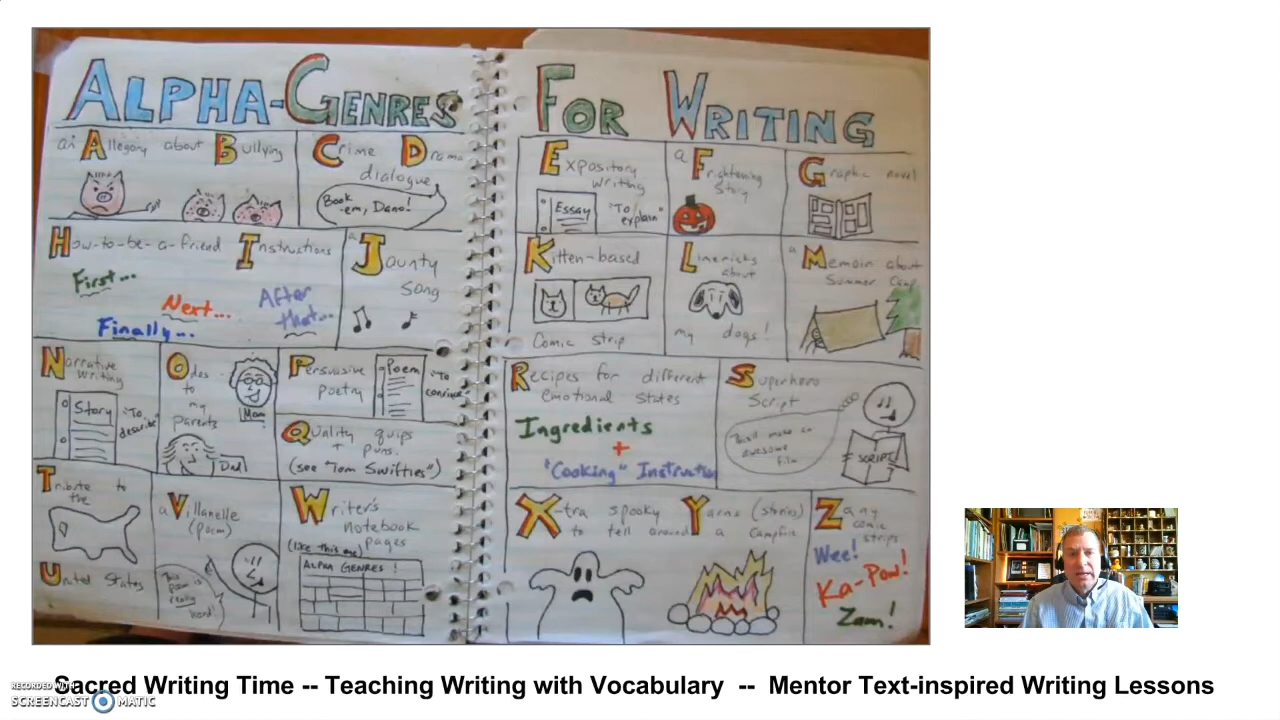 ALPHA-GENRES
FOR WRITING
an Allegory about Bullying
Crime Drama
dialogue
Book
-em, Dano!
Expository
writing
Essay
"To
explain"
a Frightening
Story
Graphic novel
How-to-be-a-friend Instructions
First...
Next...
After
that...
Finally...
a Jaunty
Song
Kitten-based
Comic strip
Limericks
about
my dogs!
a Memoir about
Summer Camp
Narrative
writing
Story
"To
describe"
Odes
to
my
Parents
Mom
Dad
Persuasive
poetry
Poem
"To
convince"
Quality quips
+ puns.
(see "Tom Swifties")
Recipes for different
emotional states
Ingredients
+
"Cooking" Instruction
Superhero
Script
This'll make an
awesome
film
SCRIPT
Tribute to
the
United States
a Villanelle
(poem)
This
poem is
really
hard!
Writer's
notebook
pages
(like this one)
ALPHA GENRES!
X-tra spooky Yarns (stories)
to tell around a campfire
Zany
comic
strips
Wee!
Ka-Pow!
Zam!
RECORDED WITH
SCREENCAST MATIC
Sacred Writing Time -- Teaching Writing with Vocabulary -- Mentor Text-inspired Writing Lessons